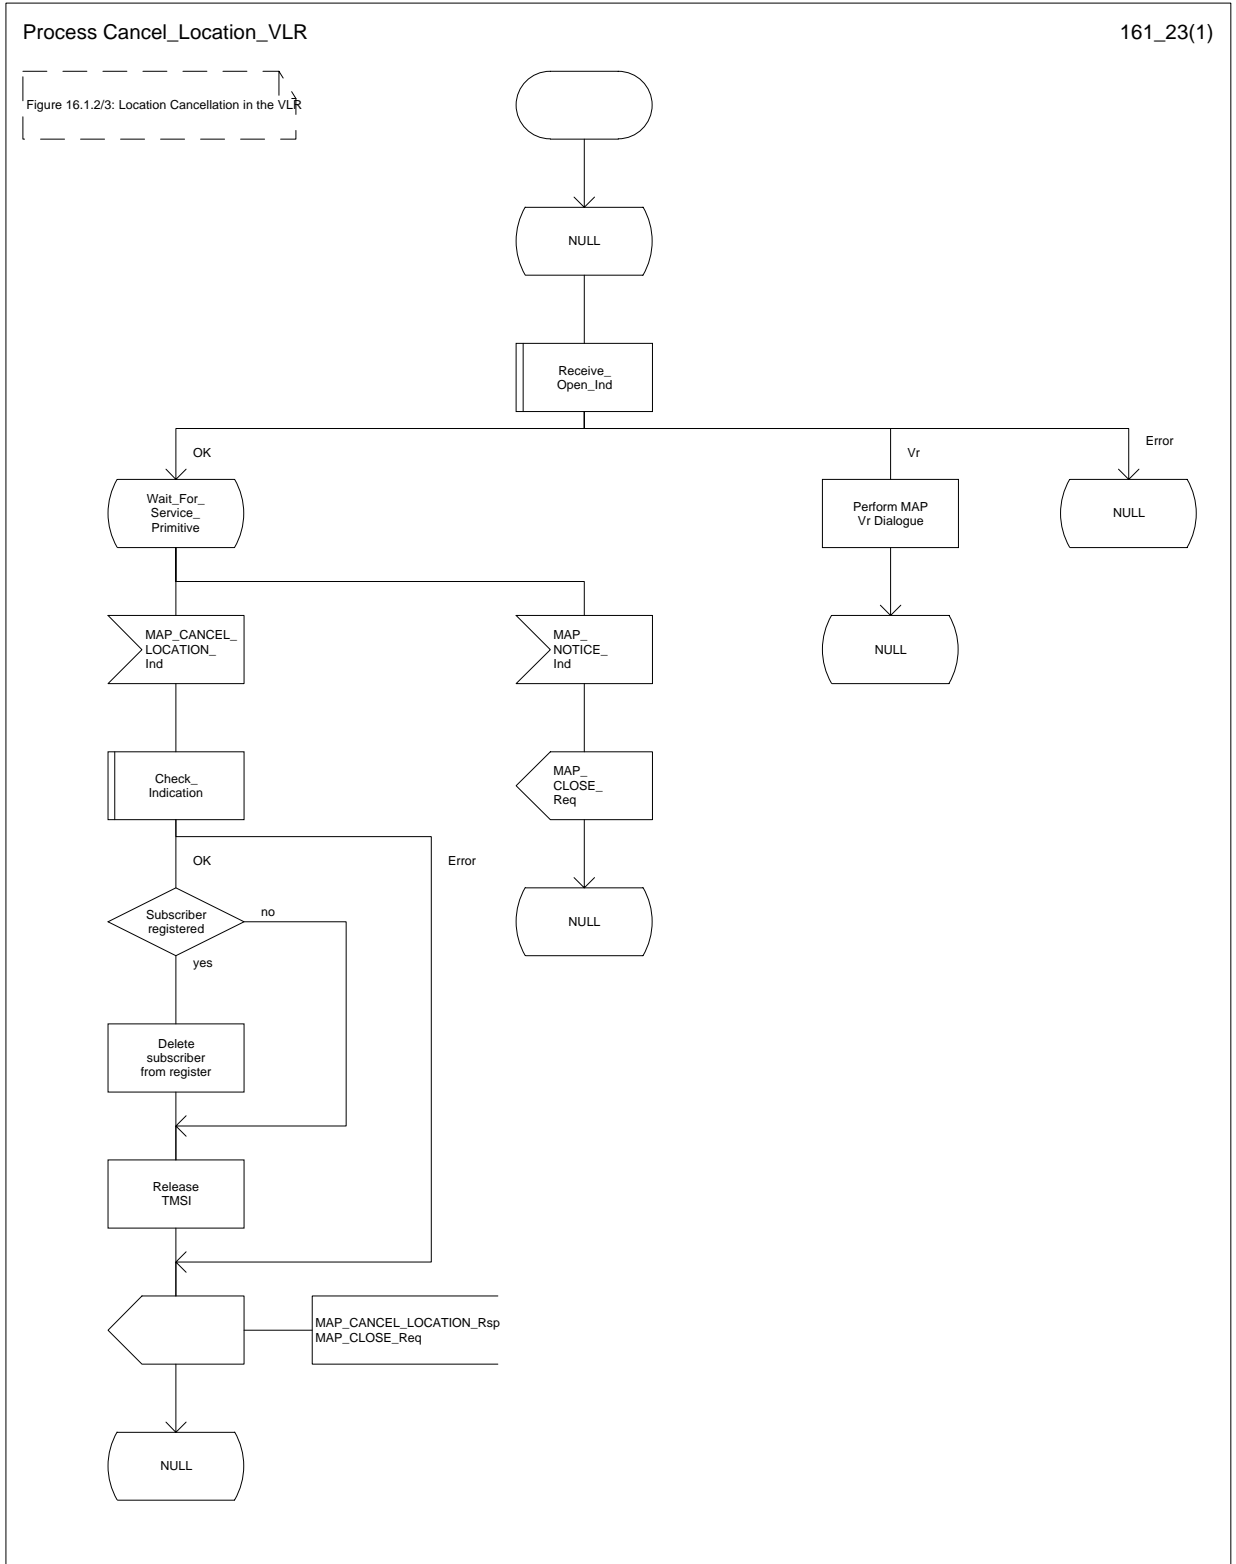 Process Cancel_Location_VLR
161_23(1)
Figure 16.1.2/3: Location Cancellation in the VLR
NULL
Receive_
Open_Ind
OK
Vr
Error
Wait_For_
Service_
Primitive
Perform MAP
Vr Dialogue
NULL
MAP_CANCEL_
LOCATION_
Ind
MAP_
NOTICE_
Ind
NULL
Check_
Indication
MAP_
CLOSE_
Req
OK
Error
Subscriber
registered
no
yes
NULL
Delete
subscriber
from register
Release
TMSI
MAP_CANCEL_LOCATION_Rsp
MAP_CLOSE_Req
NULL